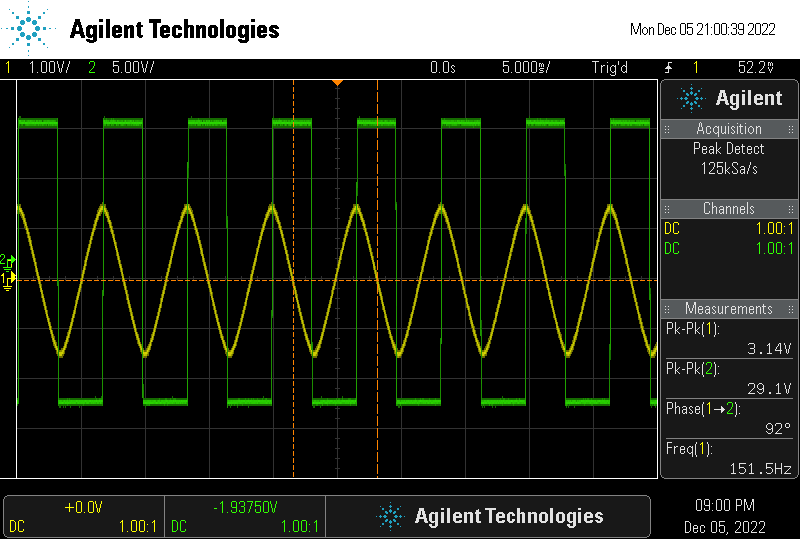 Agilent Technologies Mon Dec 05 21:00:39 2022
1 1.00V/ 2 5.00V/ 0.0s 5.000ms/ Trig'd 1 52.2mV
Agilent
Acquisition
Peak Detect
125kSa/s
Channels
DC 1.00:1
DC 1.00:1
2
1
Measurements
Pk-Pk(1):
3.14V
Pk-Pk(2):
29.1V
Phase(1→2):
92°
Freq(1):
151.5Hz
+0.0V
DC 1.00:1
-1.93750V
DC 1.00:1
Agilent Technologies
09:00 PM
Dec 05, 2022